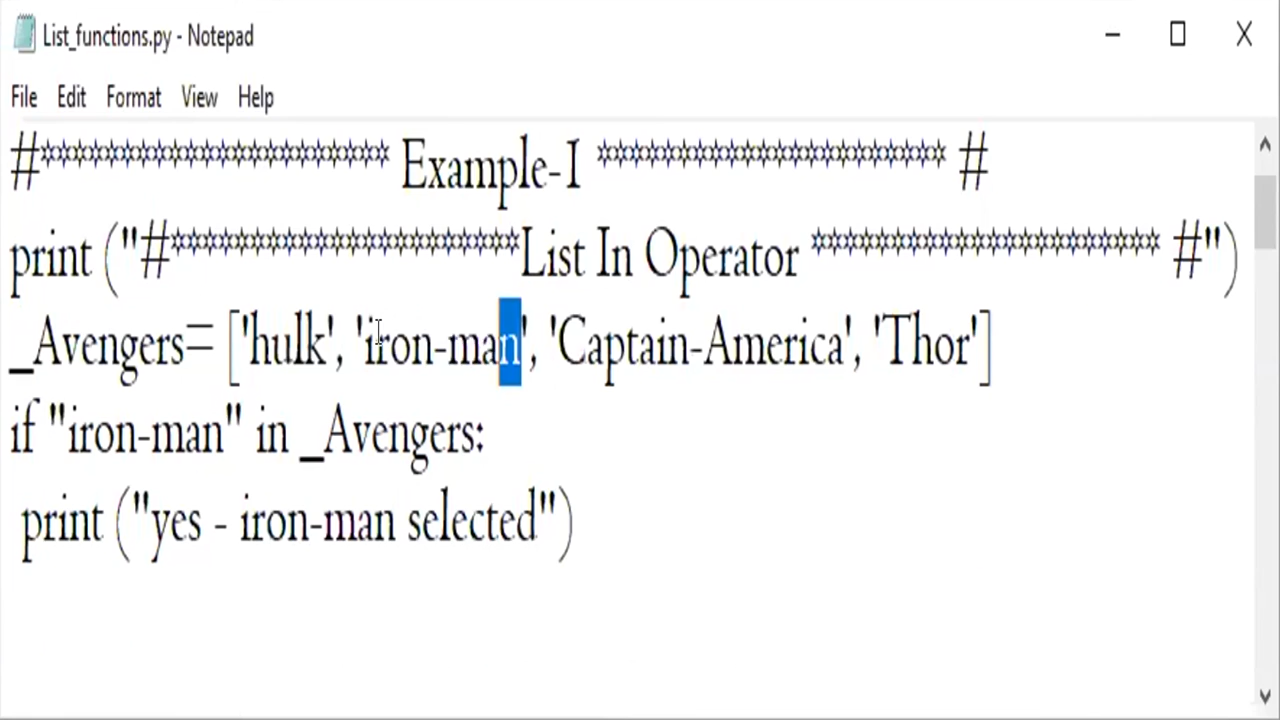 List_functions.py - Notepad
File Edit Format View Help
#********************* Example-I ********************* #
print ("#*********************List In Operator ********************* #")
_Avengers= ['hulk', 'iron-man', 'Captain-America', 'Thor']
if "iron-man" in _Avengers:
 print ("yes - iron-man selected")